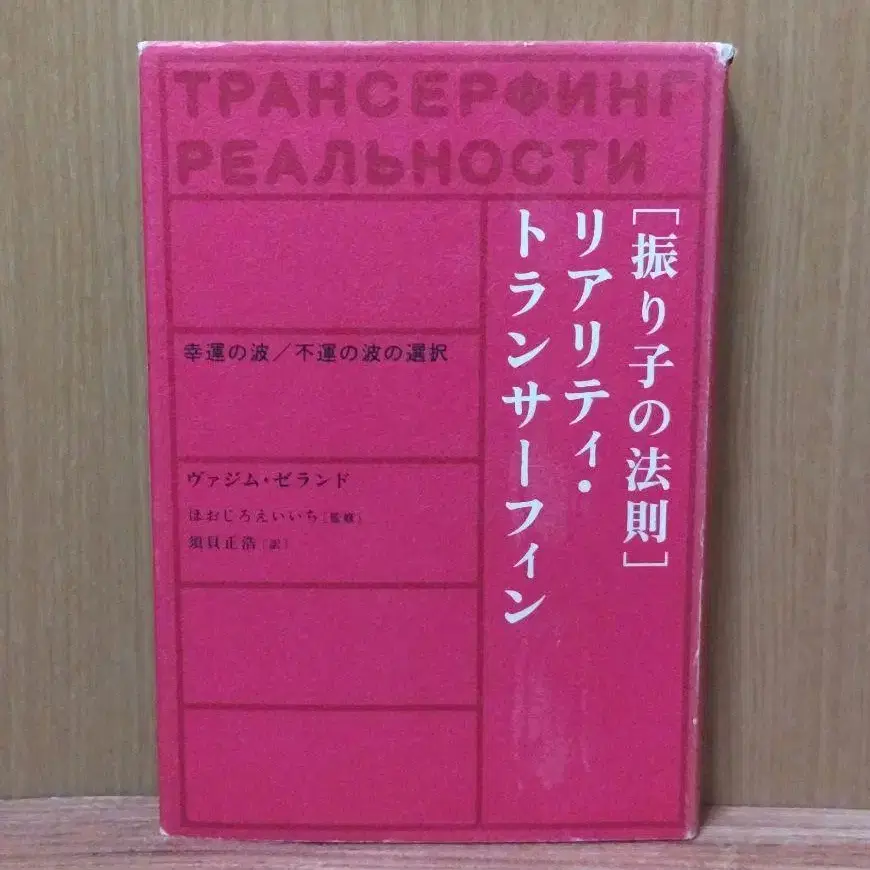 ТРАНСЕРФИНГ
РЕАЛЬНОСТИ
[振り子の法則]
リアリティ・
トランサーフィン
幸運の波/不運の波の選択
ヴァジム・ゼランド
ほおじろえいいち[監修]
須貝正浩[訳]